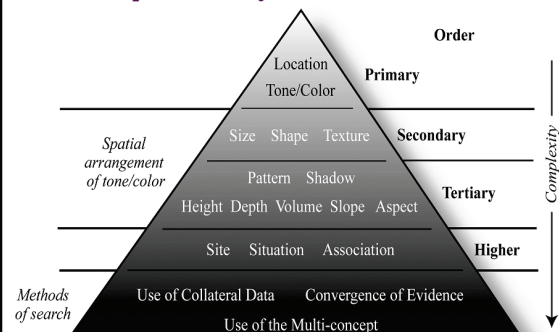 Order
Location
Primary
Tone/Color
Size Shape Texture
Secondary
Spatial
arrangement
of tone/color
Pattern Shadow
Tertiary
Height Depth Volume Slope Aspect
Site Situation Association
Higher
Complexity
Methods
of search
Use of Collateral Data Convergence of Evidence
Use of the Multi-concept